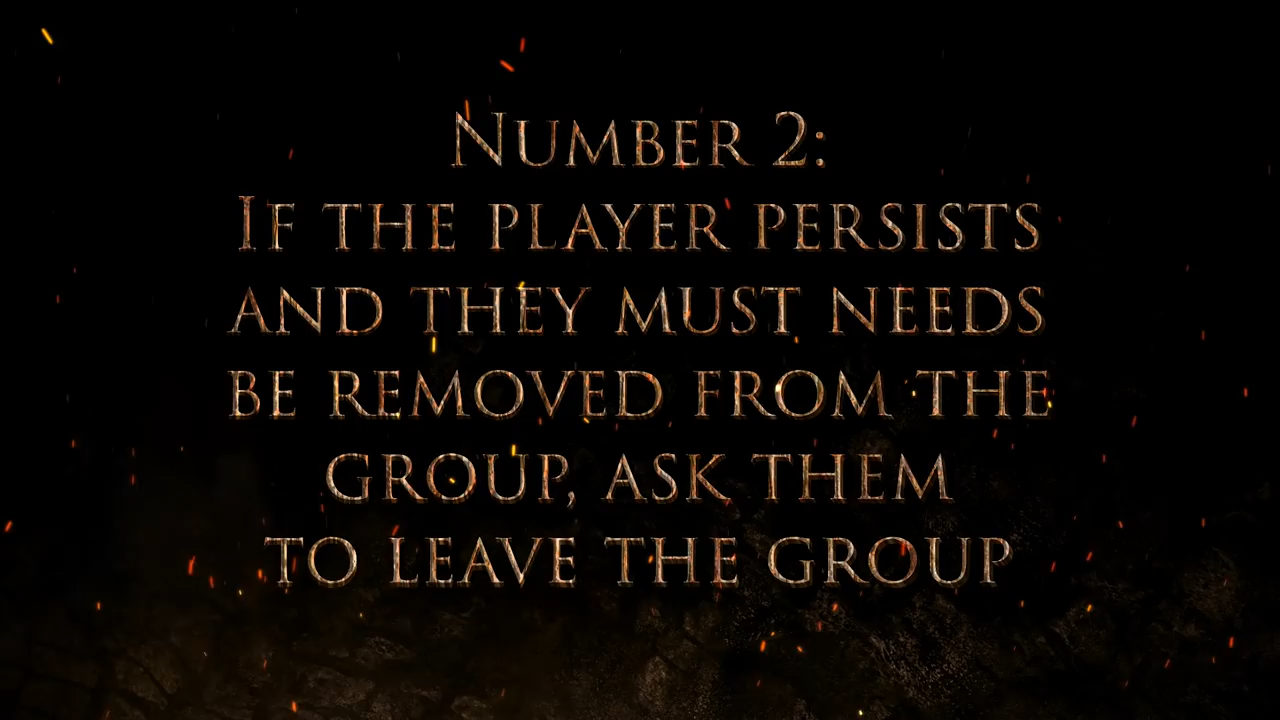 Number 2:
If the player persists
and they must needs
be removed from the
group, ask them
to leave the group